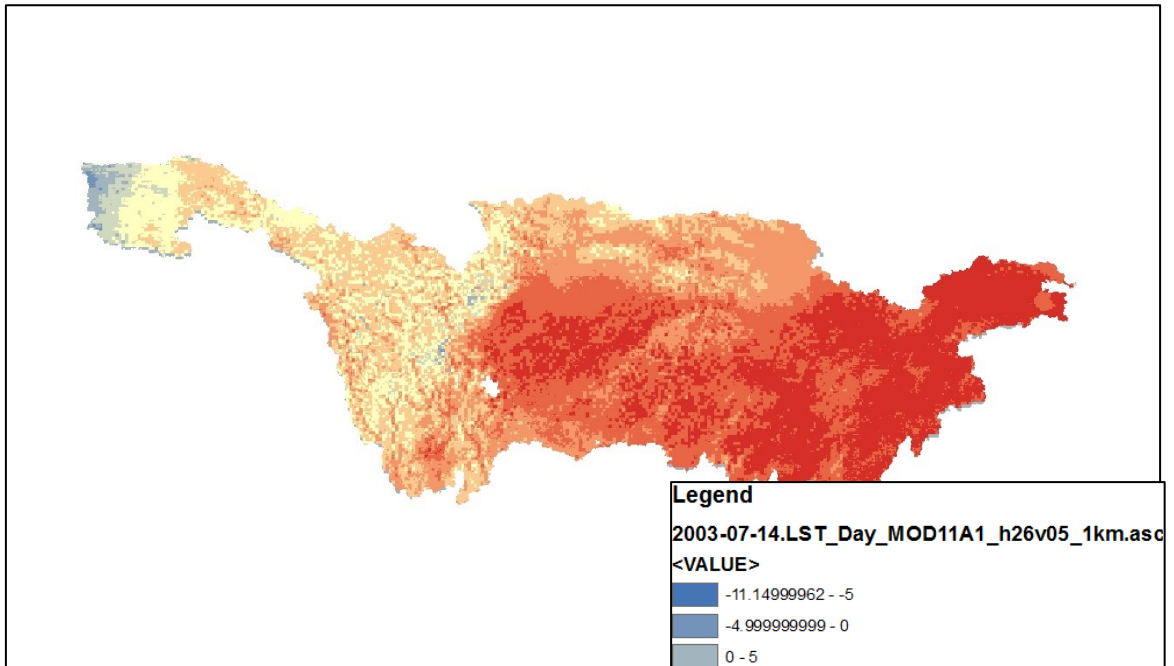 Legend
2003-07-14.LST_Day_MOD11A1_h26v05_1km.asc
<VALUE>
-11.14999962 - -5
-4.999999999 - 0
0 - 5